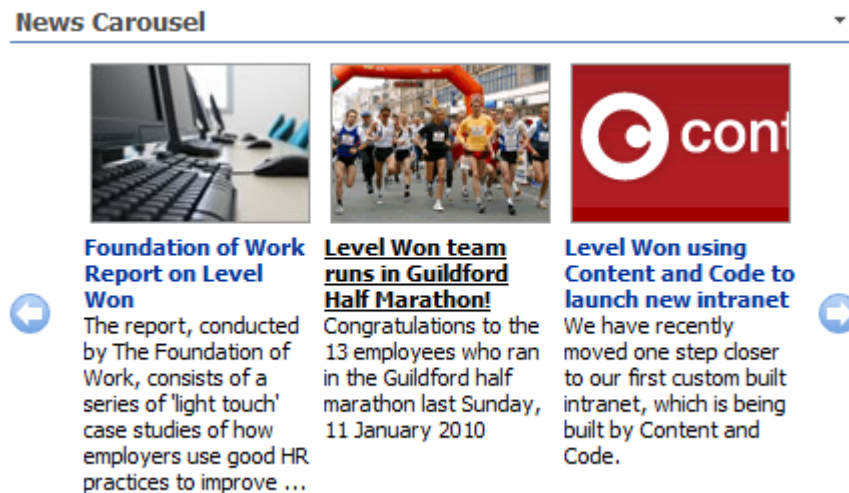 News Carousel
cont
Foundation of Work
Report on Level
Won
The report, conducted
by The Foundation of
Work, consists of a
series of 'light touch'
case studies of how
employers use good HR
practices to improve ...
Level Won team
runs in Guildford
Half Marathon!
Congratulations to the
13 employees who ran
in the Guildford half
marathon last Sunday,
11 January 2010
Level Won using
Content and Code to
launch new intranet
We have recently
moved one step closer
to our first custom built
intranet, which is being
built by Content and
Code.